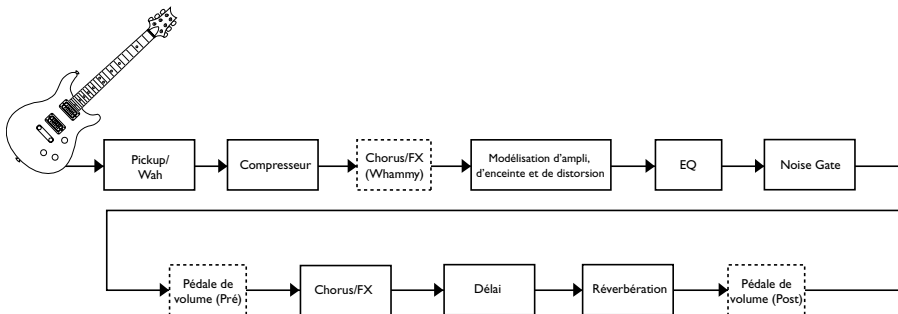 Pickup/
Wah
Compresseur
Chorus/FX
(Whammy)
Modélisation d'ampli,
d'enceinte et de distorsion
EQ
Noise Gate
Pédale de
volume (Pré)
Chorus/FX
Délai
Réverbération
Pédale de
volume (Post)